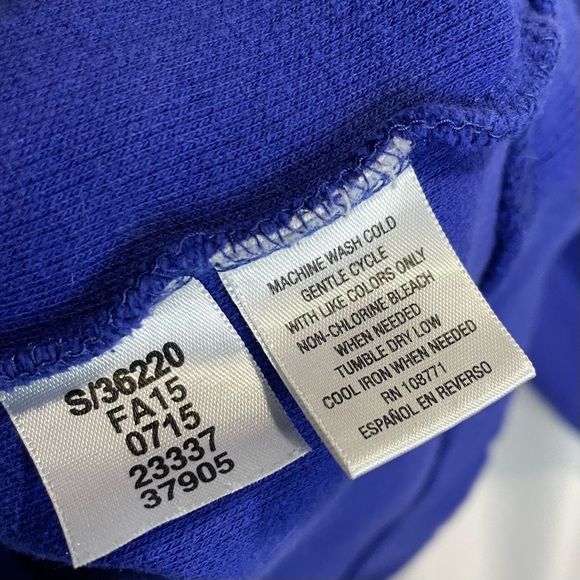 S/36220
FA15
0715
23337
37905
MACHINE WASH COLD
GENTLE CYCLE
WITH LIKE COLORS ONLY
NON-CHLORINE BLEACH
WHEN NEEDED
TUMBLE DRY LOW
COOL IRON WHEN NEEDED
RN 108771
ESPAÑOL EN REVERSO